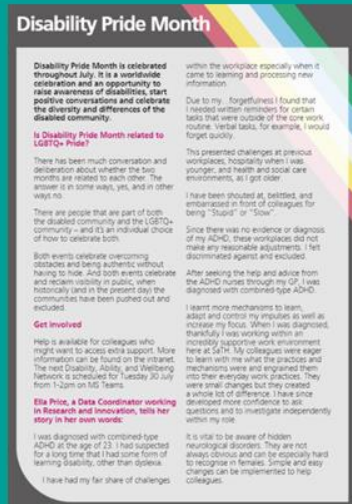 Disability Pride Month
Disability Pride Month is celebrated
throughout July. It is a worldwide
celebration and an opportunity to
raise awareness of disabilities, start
positive conversations and celebrate
the diversity and differences of the
disabled community.
Is Disability Pride Month related to
LGBTQ+ Pride?
There has been much conversation and
deliberation about whether the two
months are related to each other. The
answer is in some ways, yes, and in other
ways no.
There are people that are part of both
the disabled community and the LGBTQ+
community – and it's an individual choice
of how to celebrate both.
Both events celebrate overcoming
obstacles and being authentic without
having to hide. And both events celebrate
and reclaim visibility in public, when
historically (and in the present day) the
communities have been pushed out and
excluded.
Get involved
Help is available for colleagues who
might want to access extra support. More
information can be found on the intranet.
The next Disability, Ability, and Wellbeing
Network is scheduled for Tuesday 30 July
from 1-2pm on MS Teams.
Ella Price, a Data Coordinator working
in Research and Innovation, tells her
story in her own words:
I was diagnosed with combined-type
ADHD at the age of 23. I had suspected
for a long time that I had some form of
learning disability, other than dyslexia.
I have had my fair share of challenges
within the workplace especially when it
came to learning and processing new
information.
Due to my... forgetfulness I found that
I needed written reminders for certain
tasks that were outside of the core work
routine. Verbal tasks, for example, I would
forget quickly.
This presented challenges at previous
workplaces, hospitality when I was
younger, and health and social care
environments, as I got older.
I have been shouted at, belittled, and
embarrassed in front of colleagues for
being "Stupid" or "Slow".
Since there was no evidence or diagnosis
of my ADHD, these workplaces did not
make any reasonable adjustments. I felt
discriminated against and excluded.
After seeking the help and advice from
the ADHD nurses through my GP, I was
diagnosed with combined-type ADHD.
I learnt more mechanisms to learn,
adapt and control my impulses as well as
increase my focus. When I was diagnosed,
thankfully I was working within an
incredibly supportive work environment
here at SaTH. My colleagues were eager
to learn with me what the practices and
mechanisms were and engrained them
into their everyday work practices. They
were small changes but they created
a whole lot of difference. I have since
developed more confidence to ask
questions and to investigate independently
within my role.
It is vital to be aware of hidden
neurological disorders. They are not
always obvious and can be especially hard
to recognise in females. Simple and easy
changes can be implemented to help
colleagues.